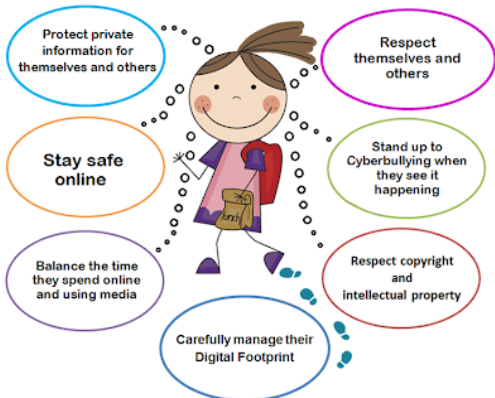 Protect private
information for
themselves and others
Respect
themselves and
others
Stay safe
online
Stand up to
Cyberbullying when
they see it
happening
lunch
Balance the time
they spend online
and using media
Respect copyright
and
intellectual property
Carefully manage their
Digital Footprint